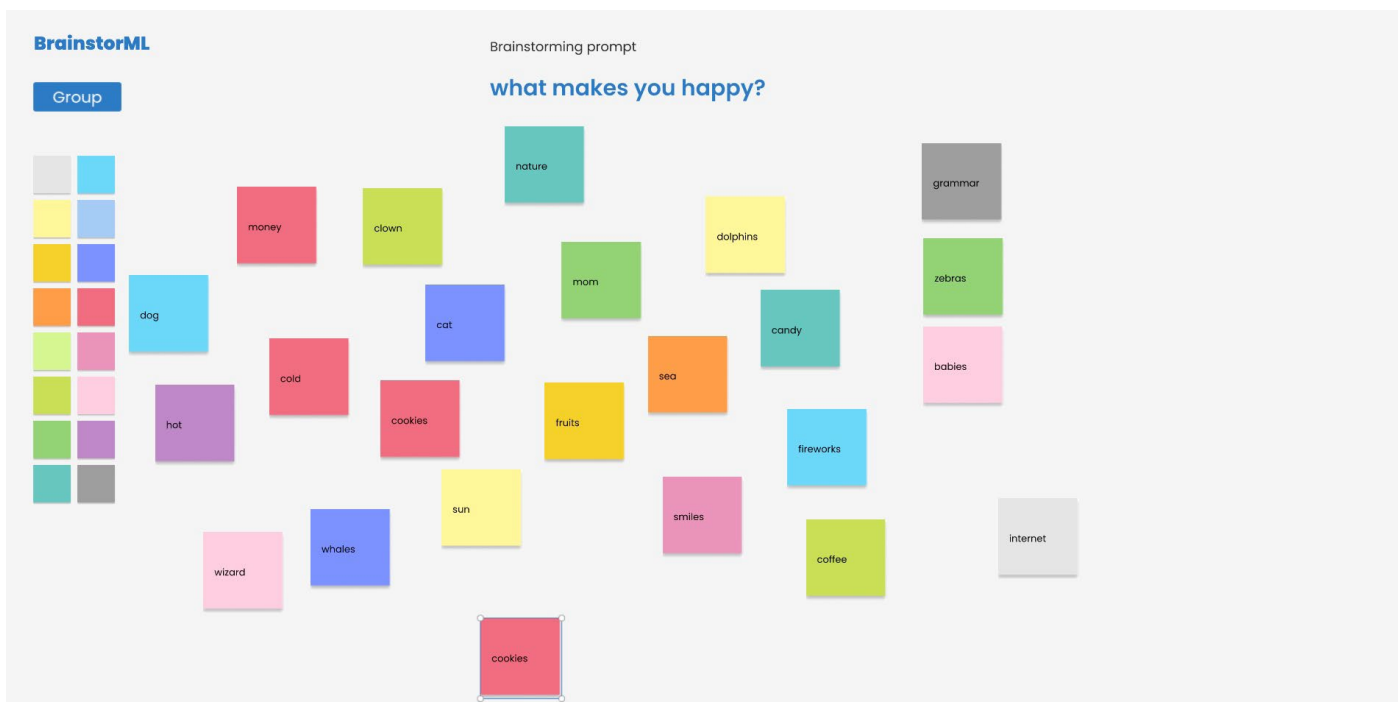 BrainstorML
Brainstorming prompt
Group
what makes you happy?
nature
grammar
money
clown
dolphins
mom
zebras
dog
cat
candy
cold
sea
babies
hot
cookies
fruits
fireworks
sun
smiles
whales
internet
wizard
coffee
cookies